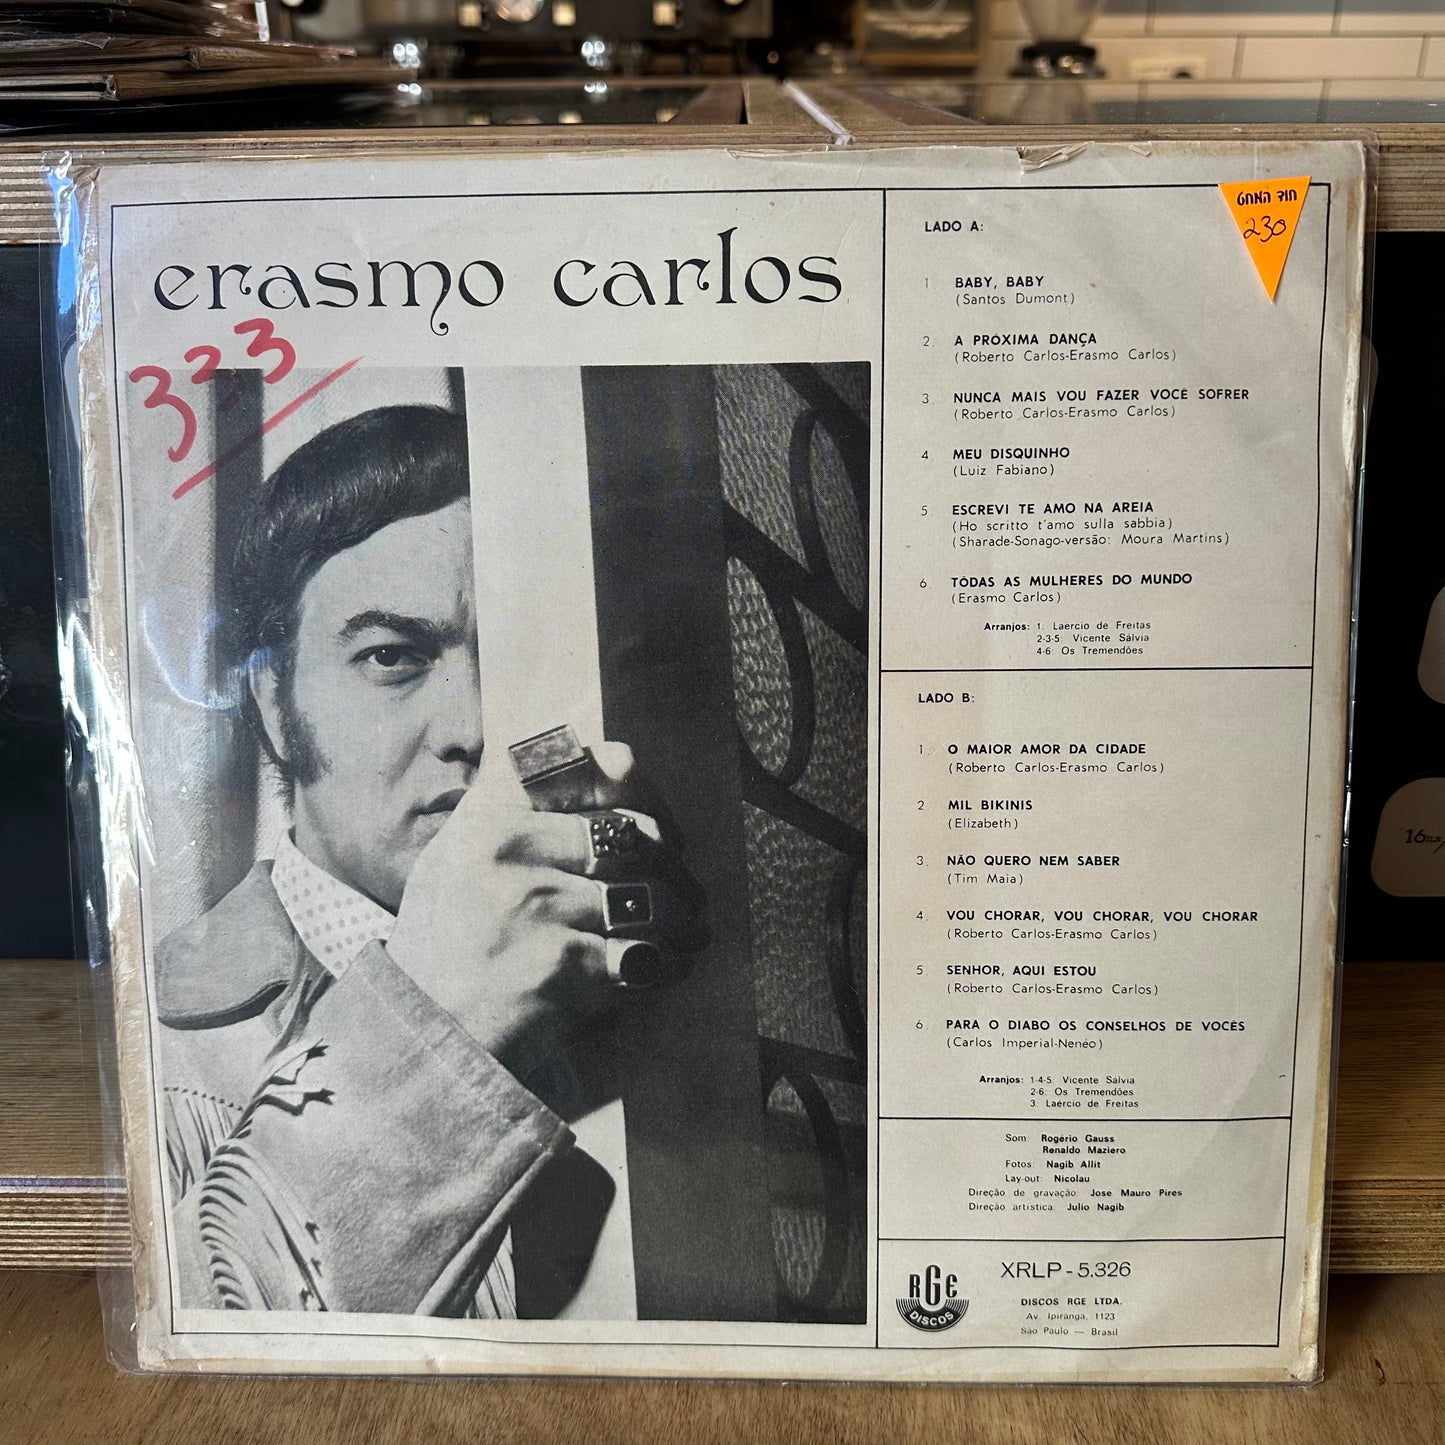 erasmo carlos
333
LADO A:
1 BABY, BABY
(Santos Dumont)
2. A PRÓXIMA DANÇA
(Roberto Carlos-Erasmo Carlos)
3. NUNCA MAIS VOU FAZER VOCÊ SOFRER
(Roberto Carlos-Erasmo Carlos)
4. MEU DISQUINHO
(Luiz Fabiano)
5. ESCREVI TE AMO NA AREIA
(Ho scritto t'amo sulla sabbia)
(Sharade-Sonago-versão: Moura Martins)
6 TÔDAS AS MULHERES DO MUNDO
(Erasmo Carlos)
Arranjos: 1: Laércio de Freitas
2-3-5: Vicente Sálvia
4-6: Os Tremendões
LADO B:
1. O MAIOR AMOR DA CIDADE
(Roberto Carlos-Erasmo Carlos)
2 MIL BIKINIS
(Elizabeth)
3. NÃO QUERO NEM SABER
(Tim Maia)
4. VOU CHORAR, VOU CHORAR, VOU CHORAR
(Roberto Carlos-Erasmo Carlos)
5. SENHOR, AQUI ESTOU
(Roberto Carlos-Erasmo Carlos)
6. PARA O DIABO OS CONSELHOS DE VOCÊS
(Carlos Imperial-Nenéo)
Arranjos: 1-4-5. Vicente Sálvia
2-6: Os Tremendões
3. Laércio de Freitas
Som Rogério Gauss
Renaldo Maziero
Fotos: Nagib Allit
Lay-out: Nicolau
Direção de gravação: José Mauro Pires
Direção artística: Julio Nagib
RGE
DISCOS
XRLP - 5.326
DISCOS RGE LTDA.
Av. Ipiranga, 1123
São Paulo — Brasil
חוד המחט
230